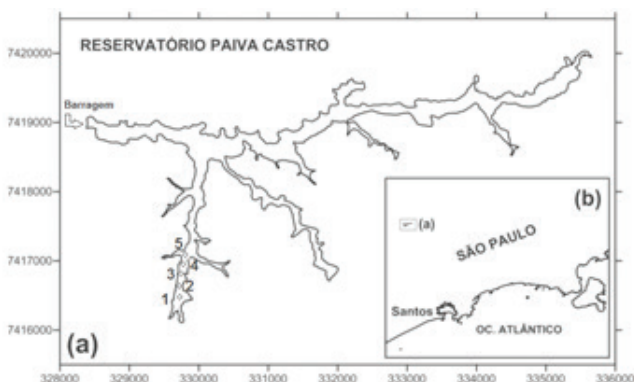 RESERVATÓRIO PAIVA CASTRO
7420000
Barragem
7419000
7418000
7417000
7416000
5
4
3
2
1
(a)
(b)
(a)
SÃO PAULO
Santos
OC. ATLÂNTICO
328000 329000 330000 331000 332000 333000 334000 335000 336000